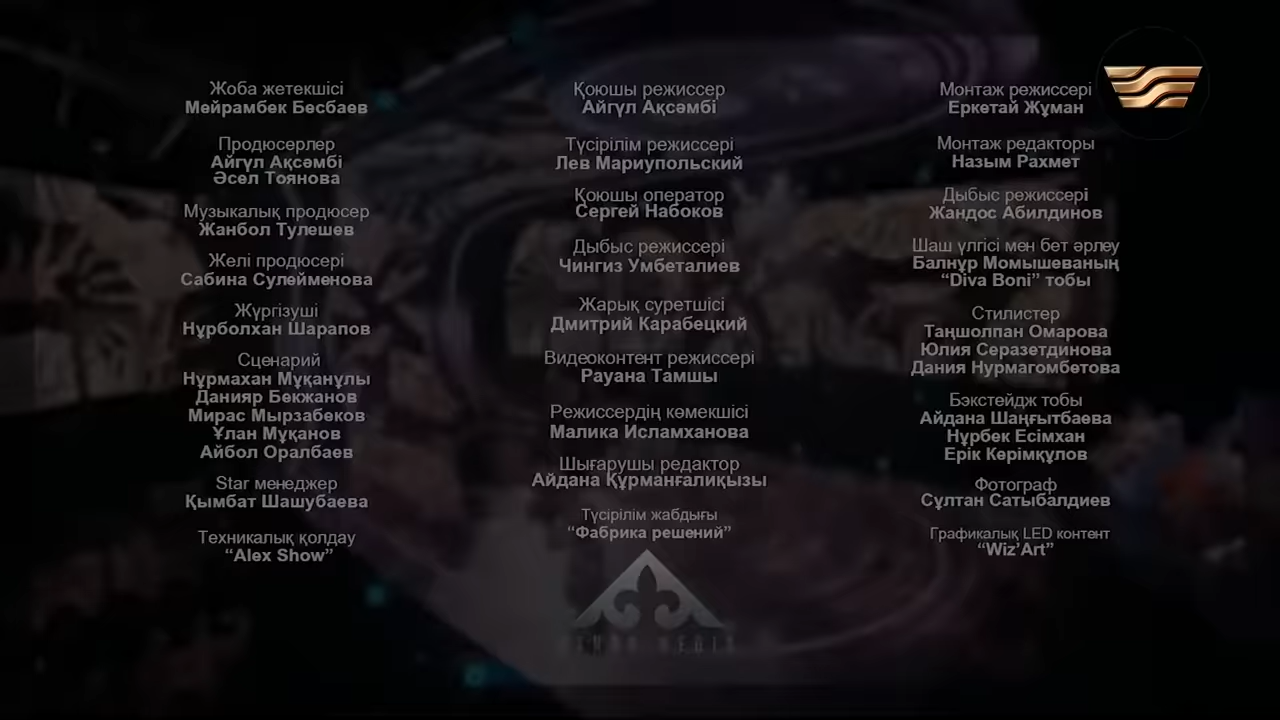 Жоба жетекшісі
Мейрамбек Бесбаев
Продюсерлер
Айгүл Ақсәмбі
Әсел Тоянова
Музыкалық продюсер
Жанбол Тулешев
Желі продюсері
Сабина Сулейменова
Жүргізуші
Нұрболхан Шарапов
Сценарий
Нұрмахан Мұқанұлы
Данияр Бекжанов
Мирас Мырзабеков
Ұлан Мұқанов
Айбол Оралбаев
Star менеджер
Қымбат Шашубаева
Техникалық қолдау
“Alex Show”
Қоюшы режиссер
Айгүл Ақсәмбі
Түсірілім режиссері
Лев Мариупольский
Қоюшы оператор
Сергей Набоков
Дыбыс режиссері
Чингиз Умбеталиев
Жарық суретшісі
Дмитрий Карабецкий
Видеоконтент режиссері
Рауана Тамшы
Режиссердің көмекшісі
Малика Исламханова
Шығарушы редактор
Айдана Құрманғалиқызы
Түсірілім жабдығы
“Фабрика решений”
MEDIA
Монтаж режиссері
Еркетай Жұман
Монтаж редакторы
Назым Рахмет
Дыбыс режиссері
Жандос Абилдинов
Шаш үлгісі мен бет әрлеу
Балнұр Момышеваның
“Diva Boni” тобы
Стилистер
Таңшолпан Омарова
Юлия Серазетдинова
Дания Нурмагомбетова
Бэкстейдж тобы
Айдана Шаңғытбаева
Нұрбек Есімхан
Ерік Керімқұлов
Фотограф
Сұлтан Сатыбалдиев
Графикалық LED контент
“Wiz’Art”